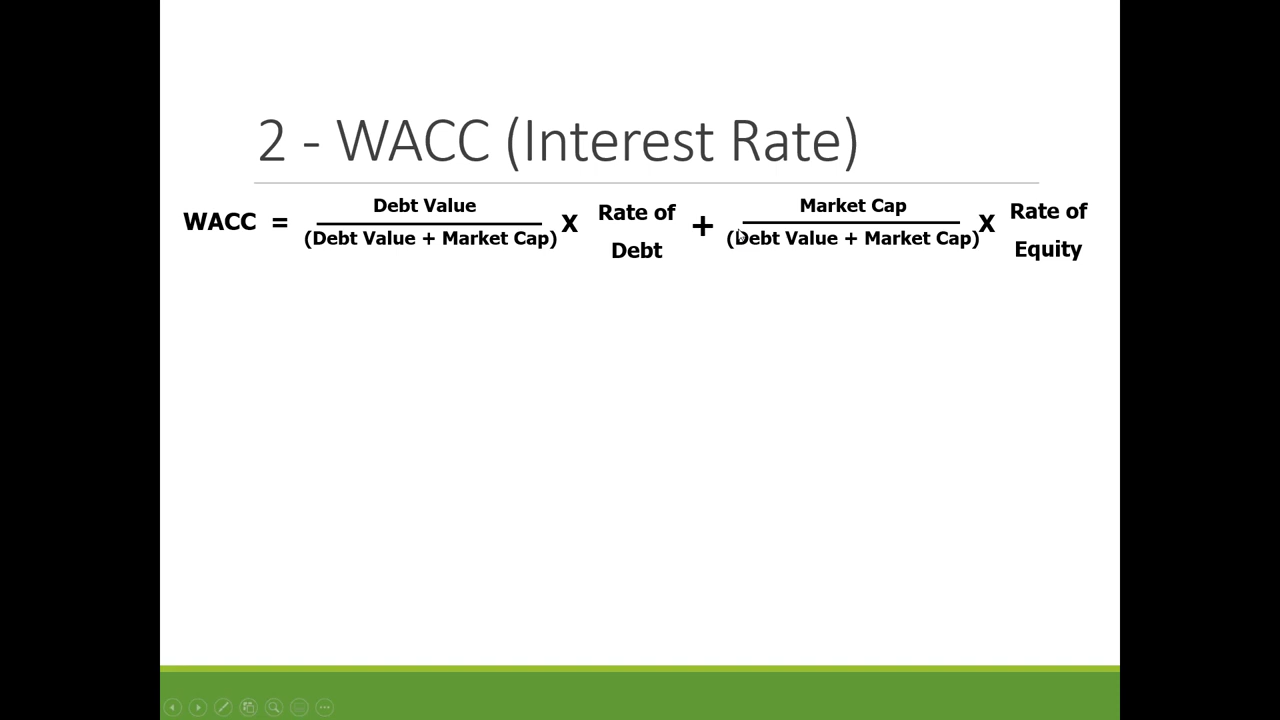 2 - WACC (Interest Rate)
WACC = Debt Value / (Debt Value + Market Cap) X Rate of Debt + Market Cap / (Debt Value + Market Cap) X Rate of Equity